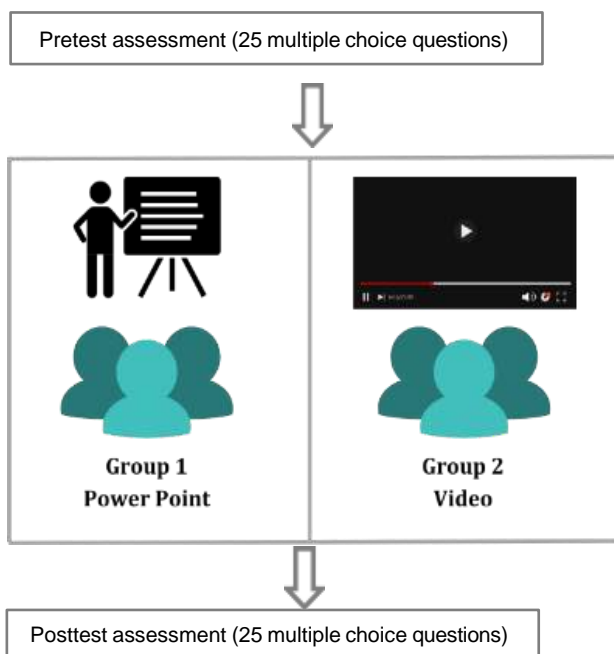 Pretest assessment (25 multiple choice questions)
Group 1
Power Point
Group 2
Video
Posttest assessment (25 multiple choice questions)